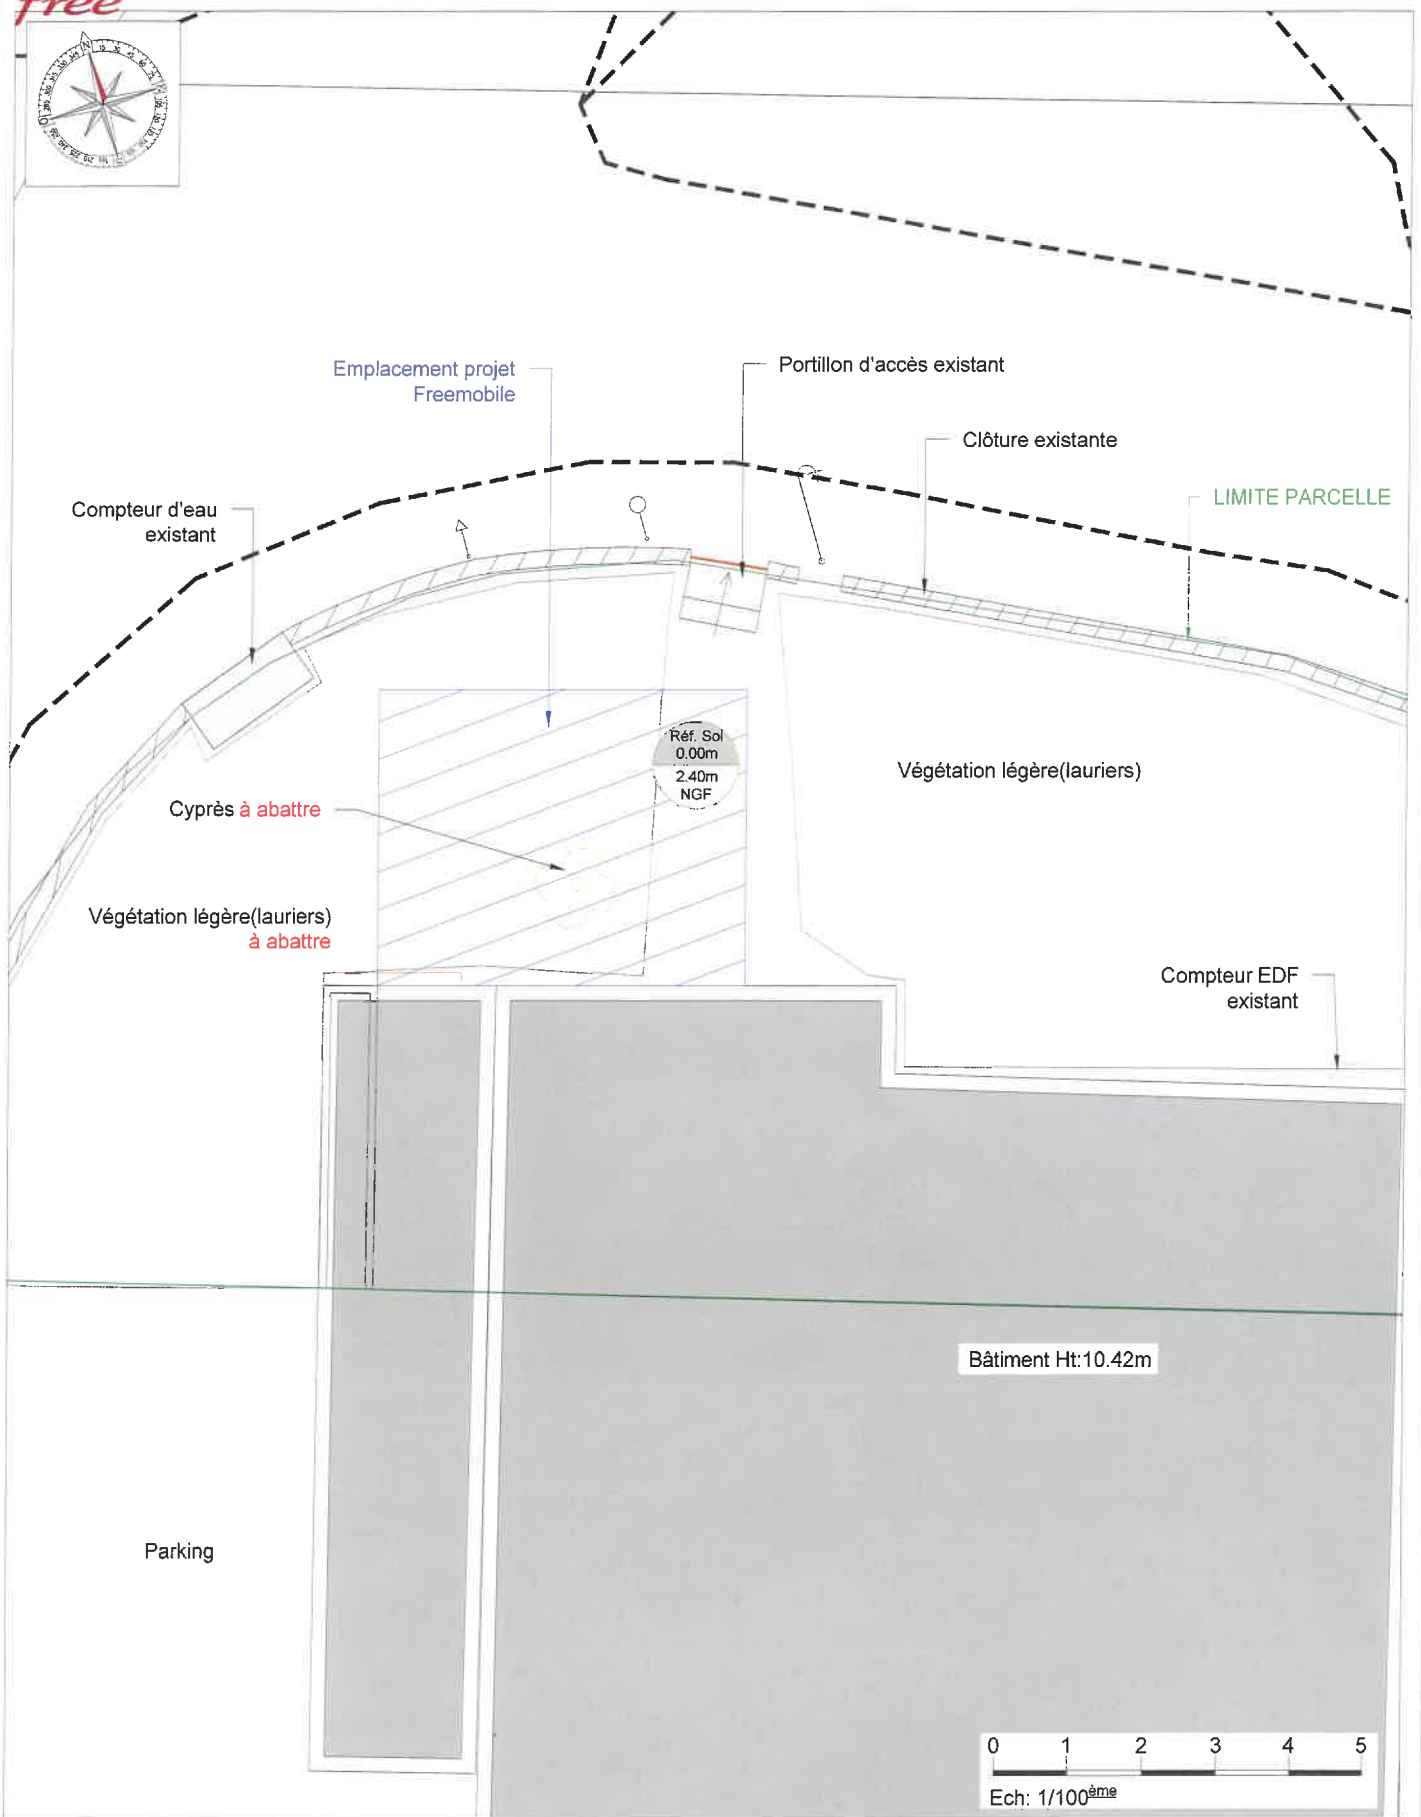 free
Emplacement projet
Freemobile
Portillon d'accès existant
Clôture existante
Compteur d'eau
existant
LIMITE PARCELLE
Réf. Sol
0.00m
2.40m
NGF
Végétation légère(lauriers)
Cyprès à abattre
Végétation légère(lauriers)
à abattre
Compteur EDF
existant
Bâtiment Ht:10.42m
Parking
0 1 2 3 4 5
Ech: 1/100ème